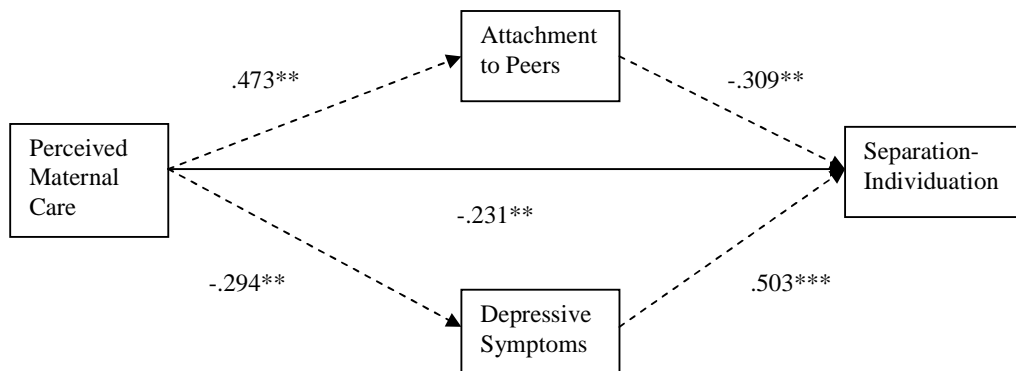 Attachment
to Peers
.473**
-.309**
Perceived
Maternal
Care
Separation-
Individuation
-.231**
-.294**
.503***
Depressive
Symptoms